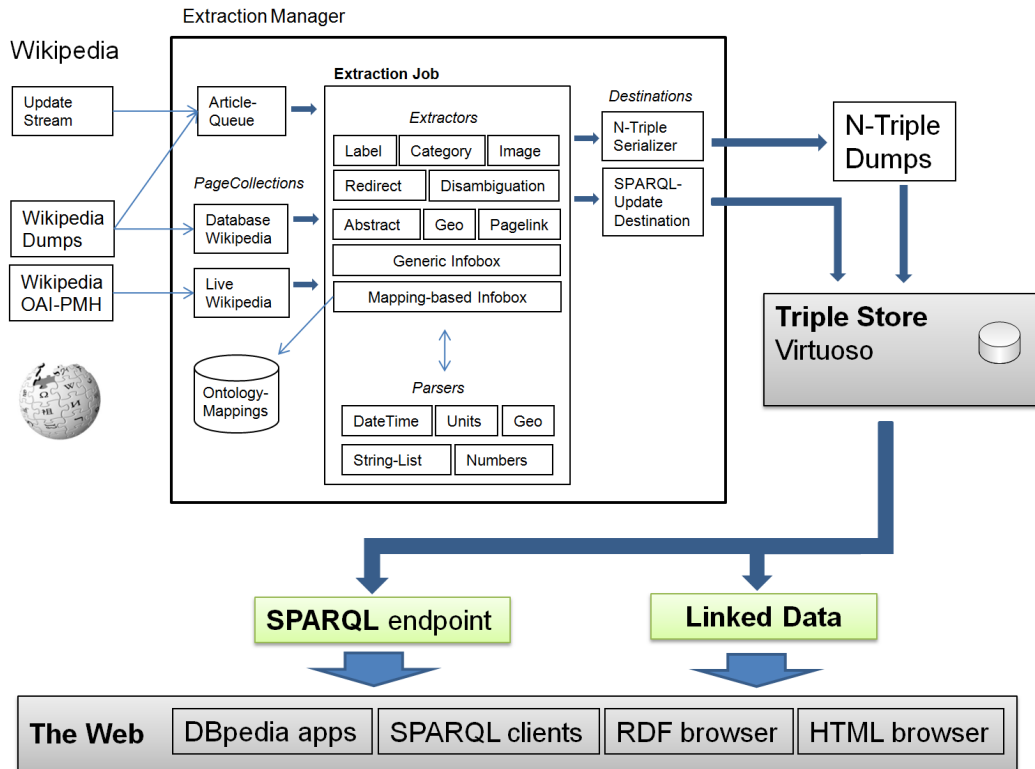 Extraction Manager
Wikipedia
Update
Stream
Wikipedia
Dumps
Wikipedia
OAI-PMH
Article-
Queue
PageCollections
Database
Wikipedia
Live
Wikipedia
Ontology-
Mappings
Extraction Job
Extractors
Label Category Image
Redirect Disambiguation
Abstract Geo Pagelink
Generic Infobox
Mapping-based Infobox
Parsers
DateTime Units Geo
String-List Numbers
Destinations
N-Triple
Serializer
SPARQL-
Update
Destination
N-Triple
Dumps
Triple Store
Virtuoso
SPARQL endpoint
Linked Data
The Web DBpedia apps SPARQL clients RDF browser HTML browser